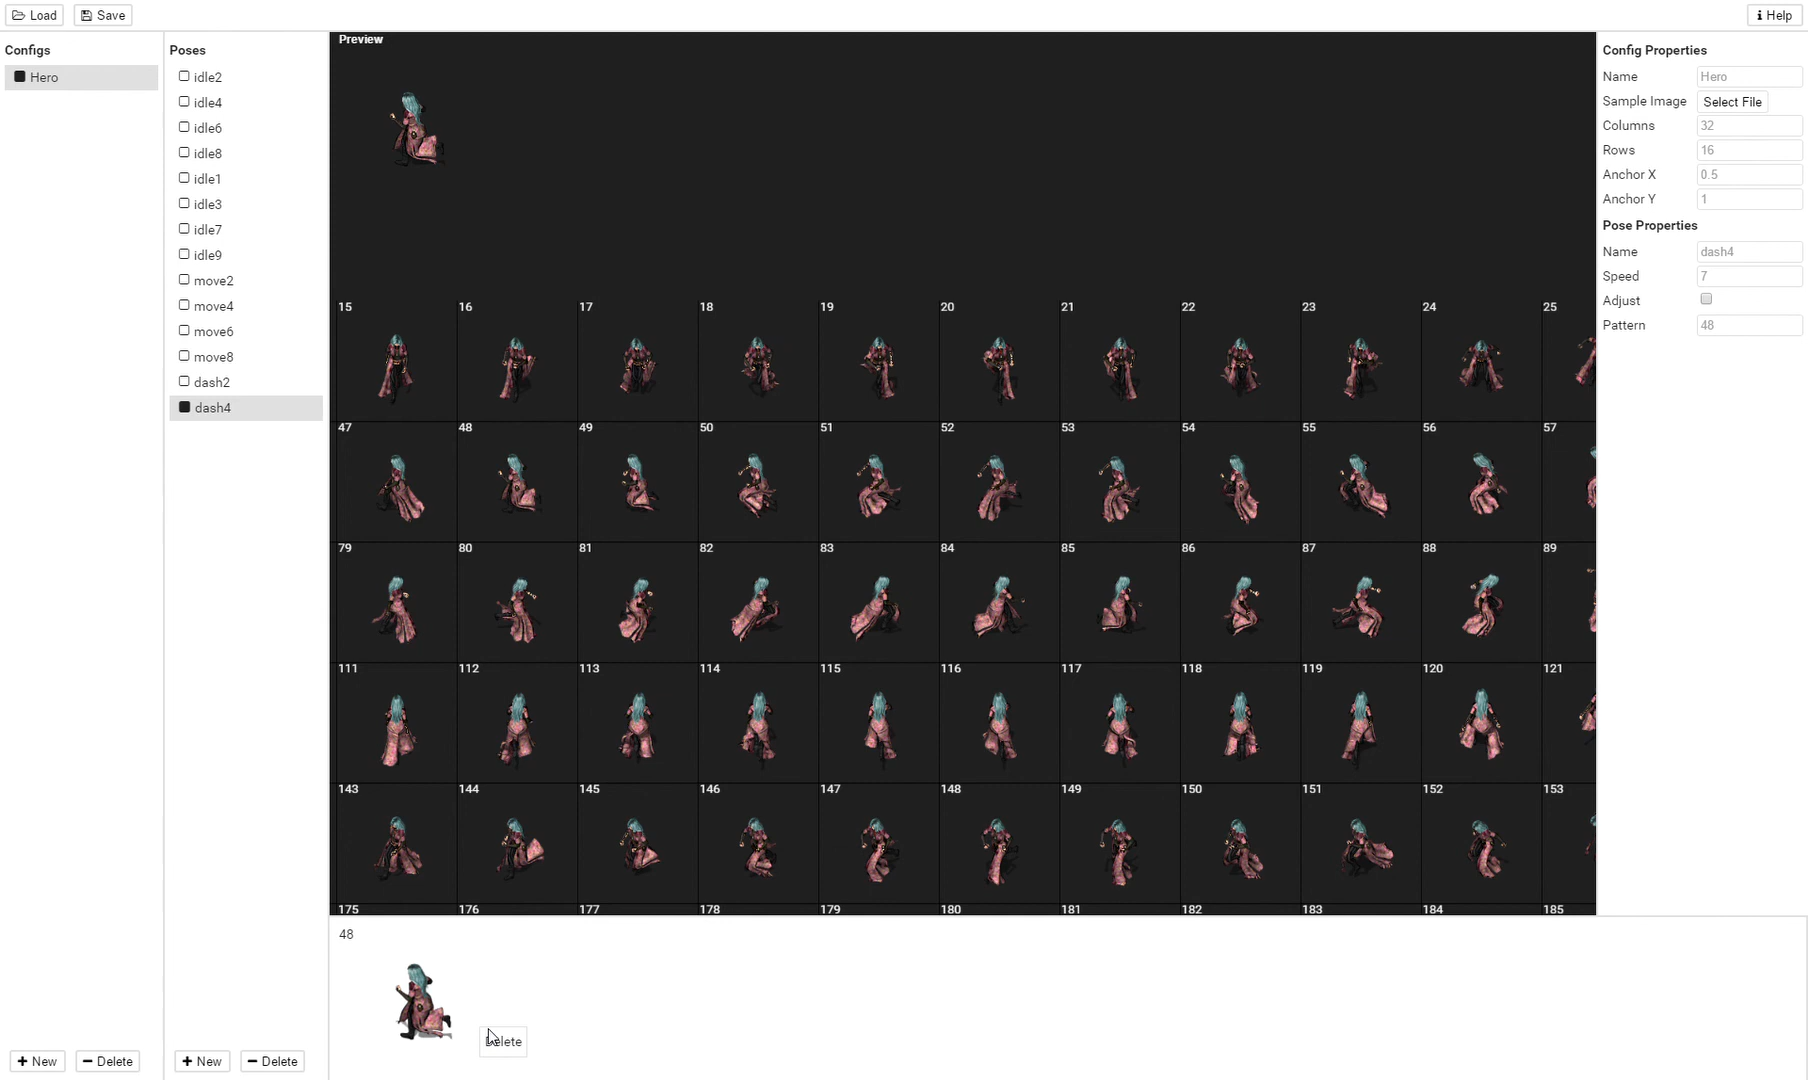 Load
Save
Help
Configs
Hero
New
Delete
Poses
idle2
idle4
idle6
idle8
idle1
idle3
idle7
idle9
move2
move4
move6
move8
dash2
dash4
New
Delete
Preview
15 16 17 18 19 20 21 22 23 24 25
47 48 49 50 51 52 53 54 55 56 57
79 80 81 82 83 84 85 86 87 88 89
111 112 113 114 115 116 117 118 119 120 121
143 144 145 146 147 148 149 150 151 152 153
175 176 177 178 179 180 181 182 183 184 185
48
Delete
Config Properties
Name Hero
Sample Image Select File
Columns 32
Rows 16
Anchor X 0.5
Anchor Y 1
Pose Properties
Name dash4
Speed 7
Adjust
Pattern 48